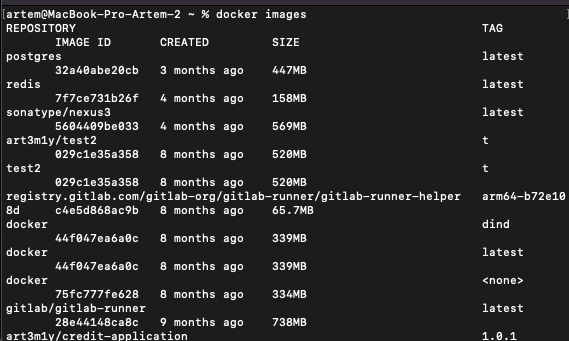 [artem@MacBook-Pro-Artem-2 ~ % docker images ]
REPOSITORY TAG
IMAGE ID CREATED SIZE
postgres latest
32a40abe20cb 3 months ago 447MB
redis latest
7f7ce731b26f 4 months ago 158MB
sonatype/nexus3 latest
5604409be033 4 months ago 569MB
art3m1y/test2 t
029c1e35a358 8 months ago 520MB
test2 t
029c1e35a358 8 months ago 520MB
registry.gitlab.com/gitlab-org/gitlab-runner/gitlab-runner-helper arm64-b72e10
8d c4e5d868ac9b 8 months ago 65.7MB
docker dind
44f047ea6a0c 8 months ago 339MB
docker latest
44f047ea6a0c 8 months ago 339MB
docker <none>
75fc777fe628 8 months ago 334MB
gitlab/gitlab-runner latest
28e44148ca8c 9 months ago 738MB
art3m1y/credit-application 1.0.1